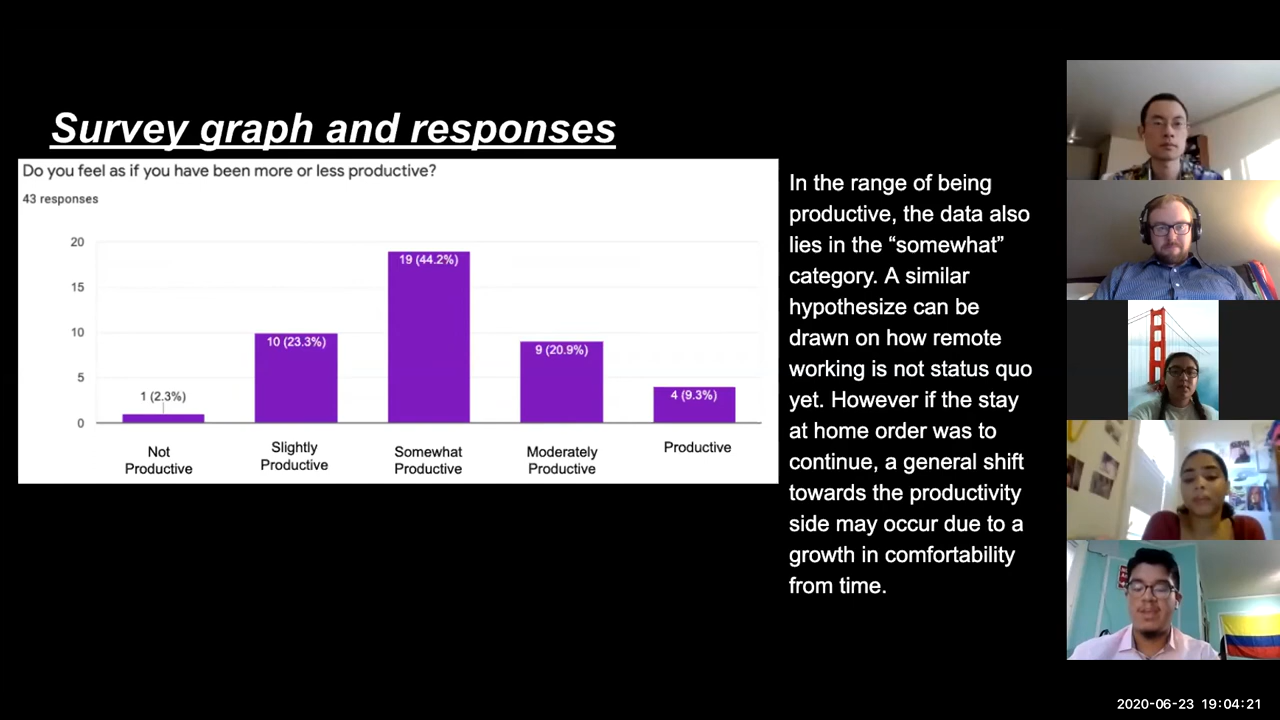 Survey graph and responses
Do you feel as if you have been more or less productive?
43 responses
20
15
10
5
0
1 (2.3%)
10 (23.3%)
19 (44.2%)
9 (20.9%)
4 (9.3%)
Not
Productive
Slightly
Productive
Somewhat
Productive
Moderately
Productive
Productive
In the range of being
productive, the data also
lies in the “somewhat”
category. A similar
hypothesize can be
drawn on how remote
working is not status quo
yet. However if the stay
at home order was to
continue, a general shift
towards the productivity
side may occur due to a
growth in comfortability
from time.
2020-06-23 19:04:21